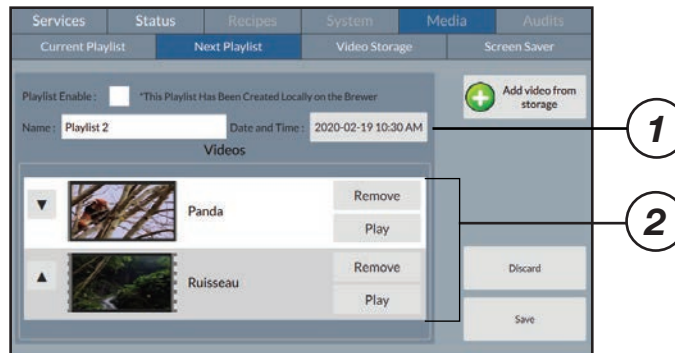 Services Status Recipes System Media Audits
Current Playlist Next Playlist Video Storage Screen Saver
Playlist Enable : *This Playlist Has Been Created Locally on the Brewer
Add video from
storage
Name : Playlist 2 Date and Time : 2020-02-19 10:30 AM
1
Videos
Panda
Remove
Play
2
Ruisseau
Remove
Play
Discard
Save